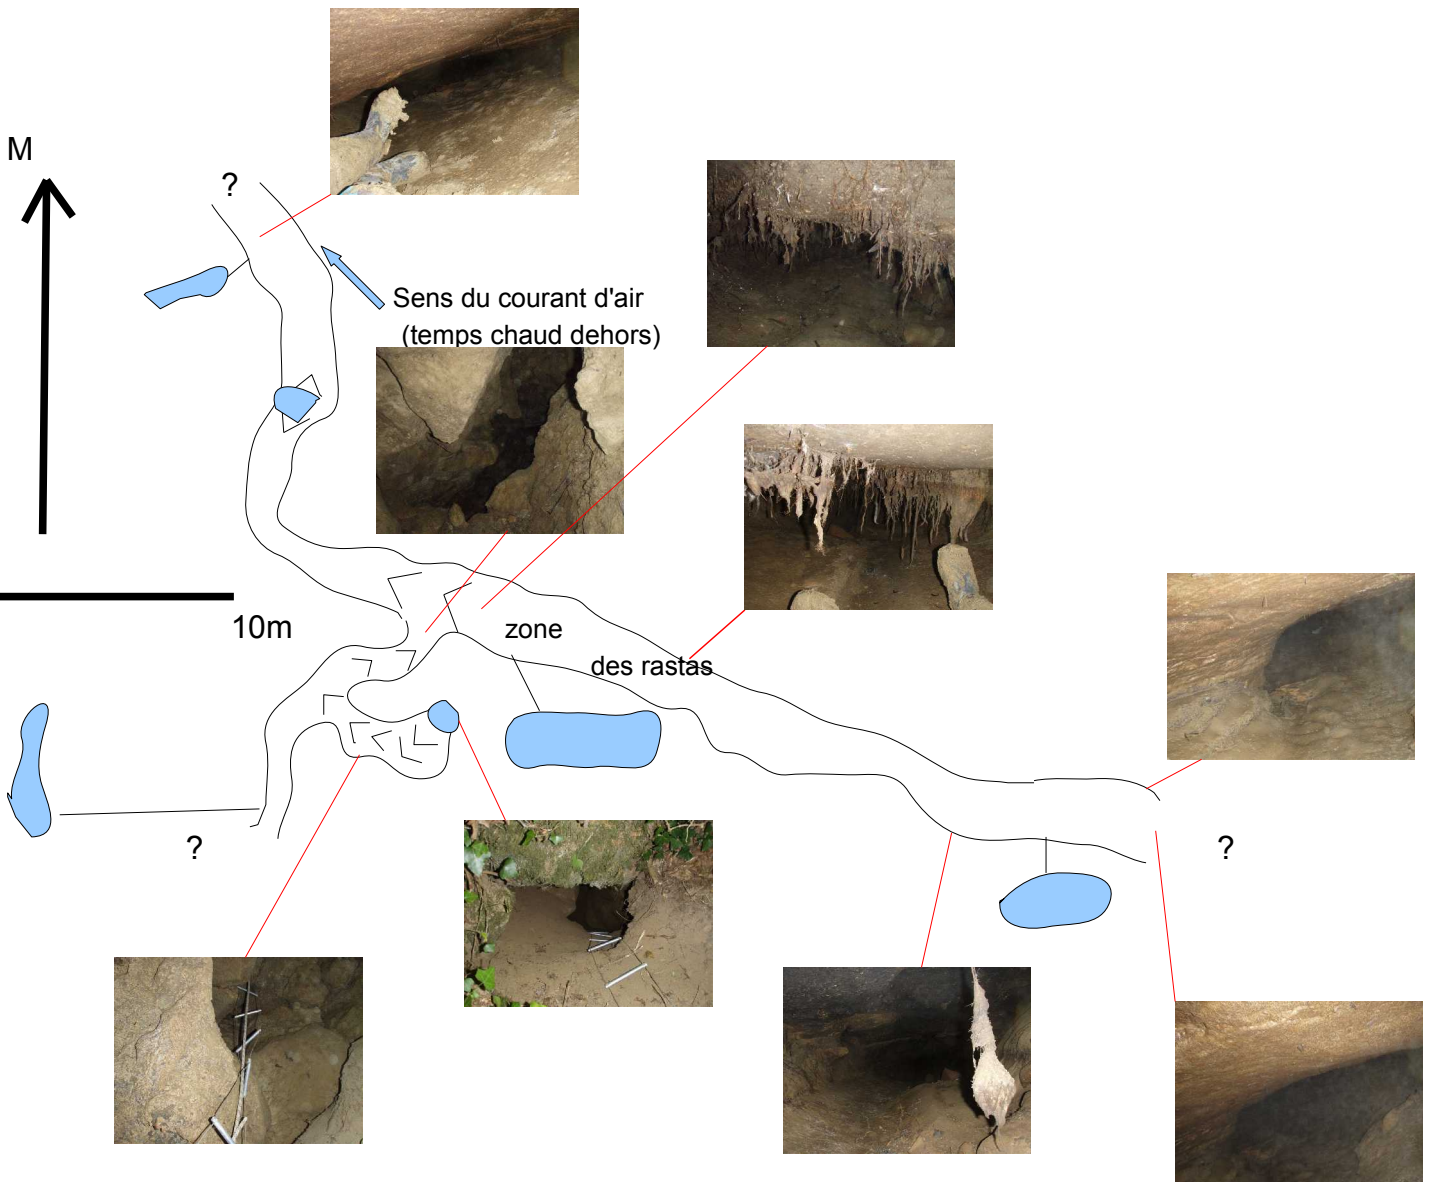 M
?
Sens du courant d'air
(temps chaud dehors)
10m
zone
des rastas
?
?